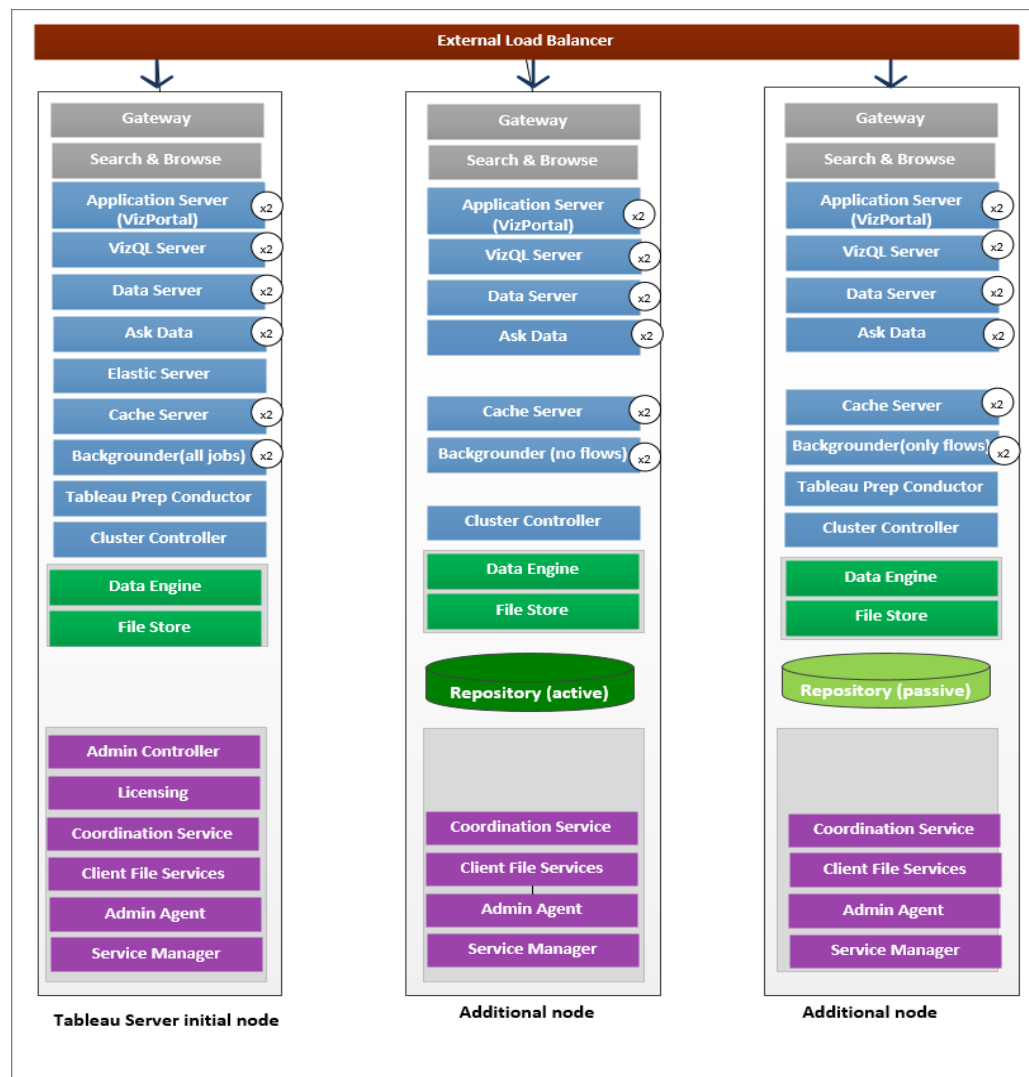 External Load Balancer
Gateway
Search & Browse
Application Server
(VizPortal)
x2
VizQL Server
x2
Data Server
x2
Ask Data
x2
Elastic Server
Cache Server
x2
Backgrounder(all jobs)
x2
Tableau Prep Conductor
Cluster Controller
Data Engine
File Store
Admin Controller
Licensing
Coordination Service
Client File Services
Admin Agent
Service Manager
Tableau Server initial node
Gateway
Search & Browse
Application Server
(VizPortal)
x2
VizQL Server
x2
Data Server
x2
Ask Data
x2
Cache Server
x2
Backgrounder (no flows)
x2
Cluster Controller
Data Engine
File Store
Repository (active)
Coordination Service
Client File Services
Admin Agent
Service Manager
Additional node
Gateway
Search & Browse
Application Server
(VizPortal)
x2
VizQL Server
x2
Data Server
x2
Ask Data
x2
Cache Server
x2
Backgrounder(only flows)
x2
Tableau Prep Conductor
Cluster Controller
Data Engine
File Store
Repository (passive)
Coordination Service
Client File Services
Admin Agent
Service Manager
Additional node